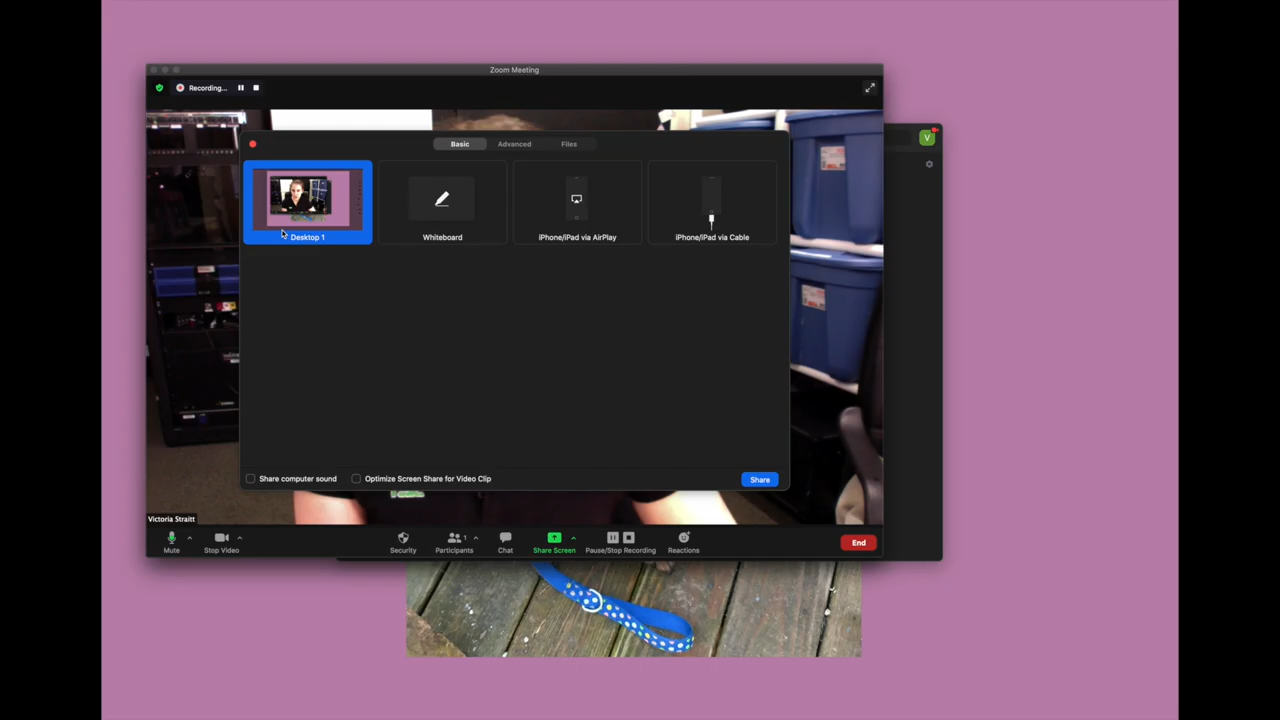 Zoom Meeting
Recording...
V
Basic Advanced Files
Desktop 1 Whiteboard iPhone/iPad via AirPlay iPhone/iPad via Cable
Share computer sound Optimize Screen Share for Video Clip Share
Victoria Straitt
Mute Stop Video Security Participants 1 Chat Share Screen Pause/Stop Recording Reactions End